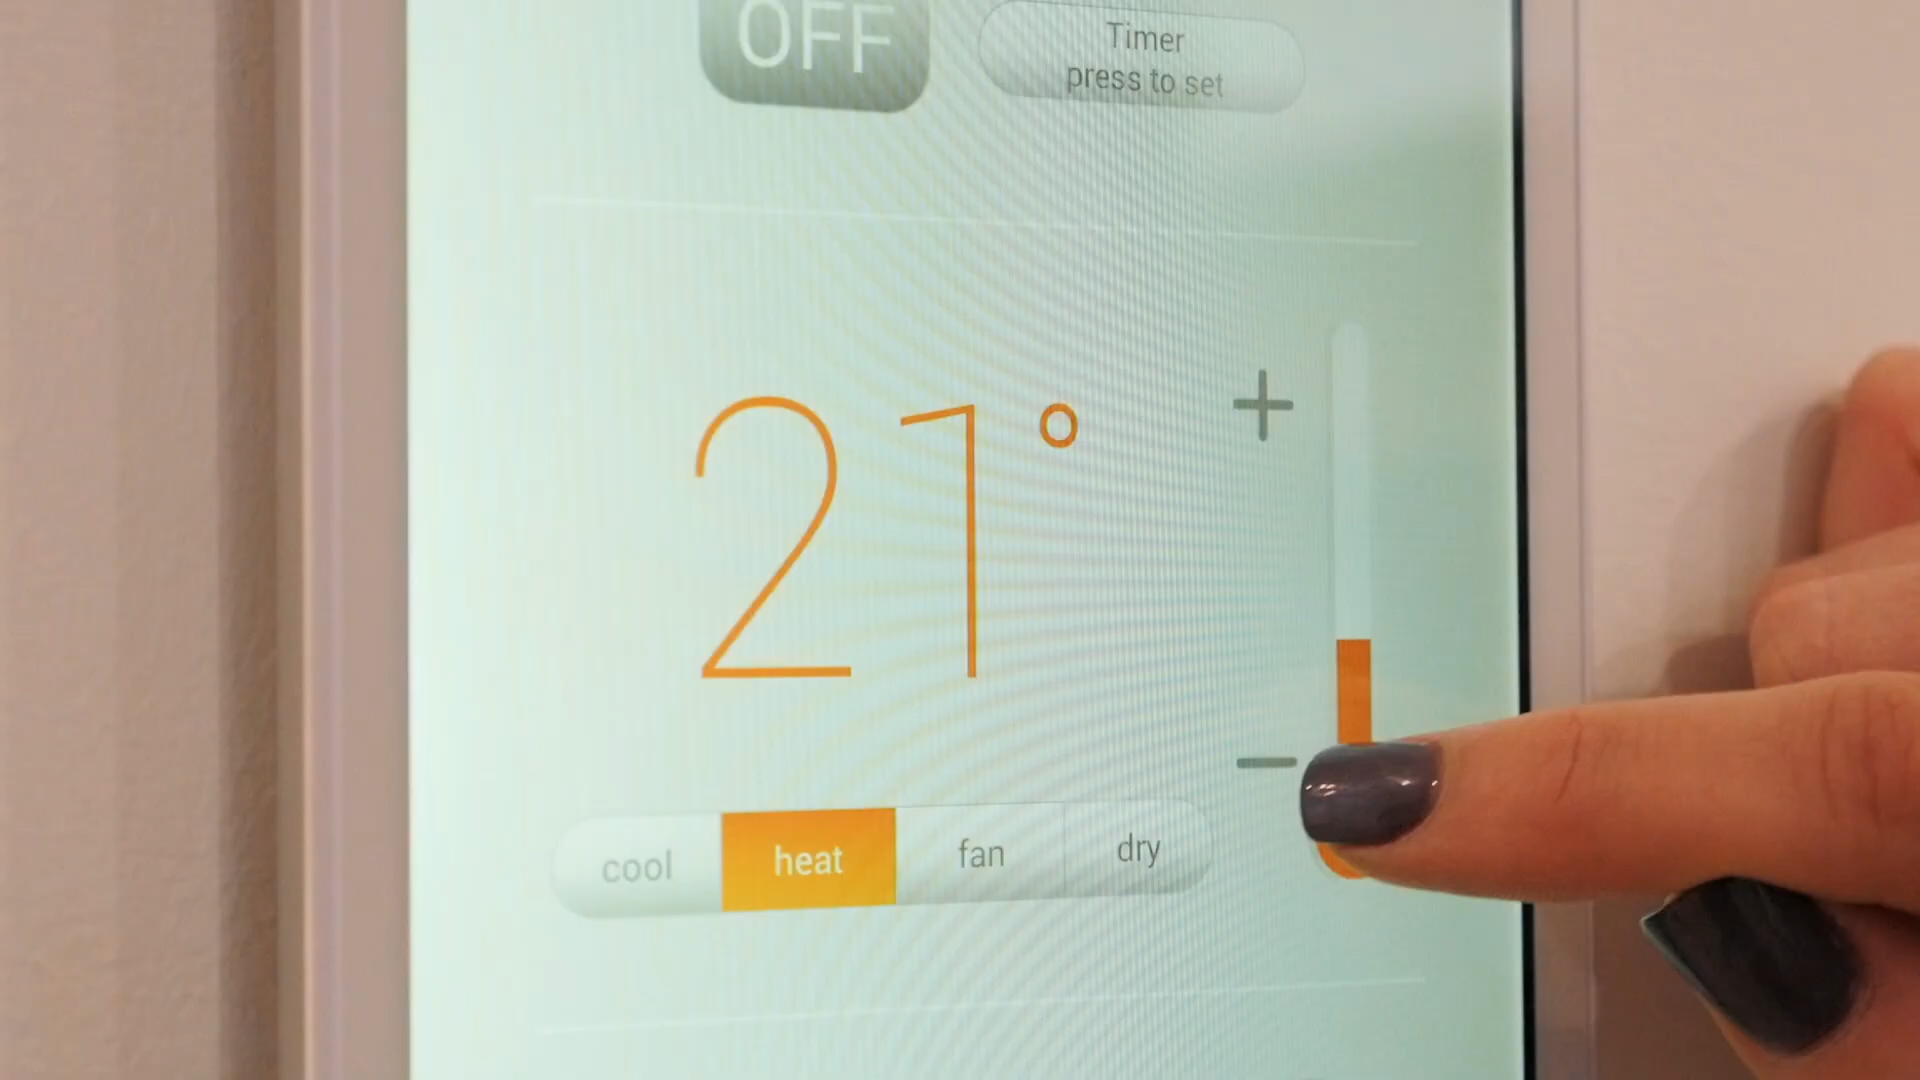 OFF
Timer
press to set
21°
+
−
cool heat fan dry